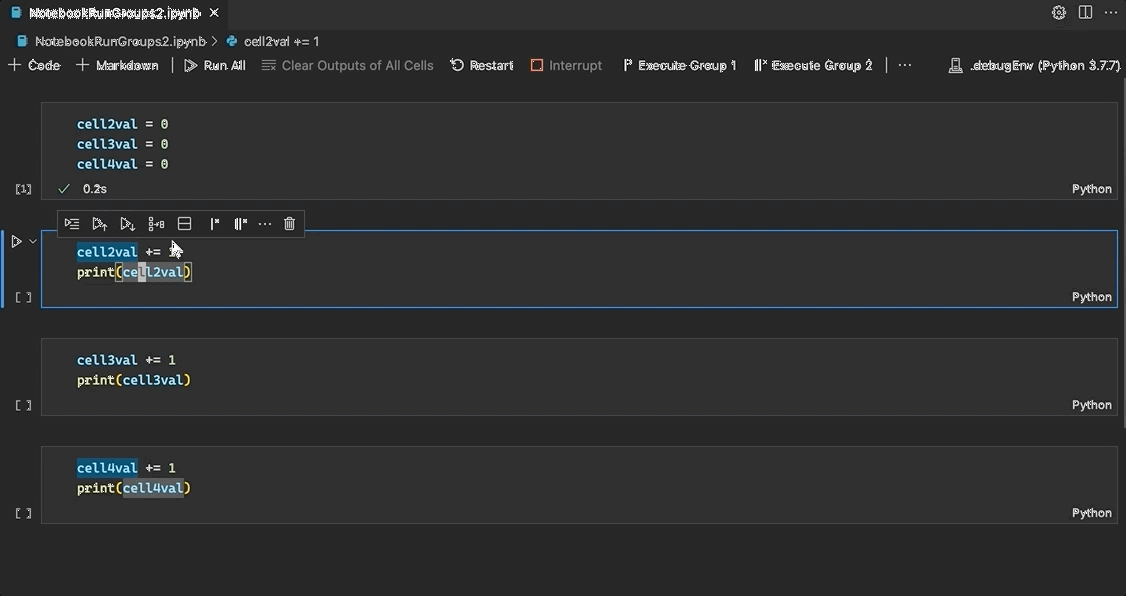 NotebookRunGroups2.ipynb
NotebookRunGroups2.ipynb > cell2val += 1
+ Code + Markdown Run All Clear Outputs of All Cells Restart Interrupt Execute Group 1 Execute Group 2 ... .debugEnv (Python 3.7.7)
cell2val = 0
cell3val = 0
cell4val = 0
[1] 0.2s Python
cell2val += 1
print(cell2val)
[ ] Python
cell3val += 1
print(cell3val)
[ ] Python
cell4val += 1
print(cell4val)
[ ] Python